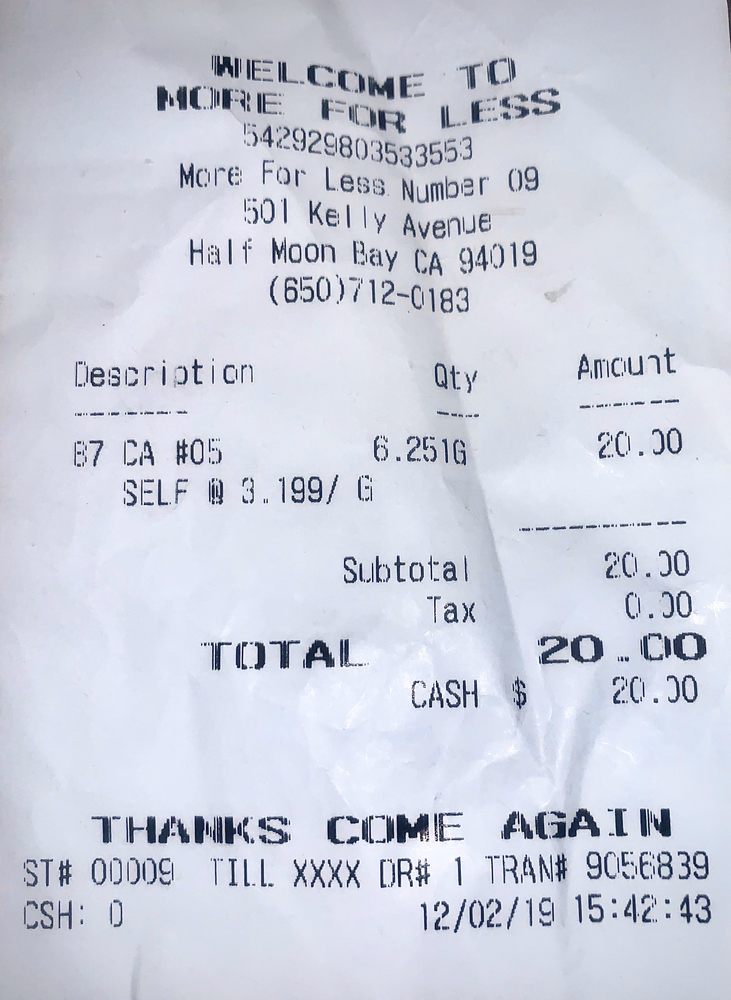 WELCOME TO
MORE FOR LESS
542929803533553
More For Less Number 09
501 Kelly Avenue
Half Moon Bay CA 94019
(650)712-0183
Description Qty Amount
87 CA #05 6.251G 20.00
SELF @ 3.199/ G
Subtotal 20.00
Tax 0.00
TOTAL 20.00
CASH $ 20.00
THANKS COME AGAIN
ST# 00009 TILL XXXX DR# 1 TRAN# 9056839
CSH: 0 12/02/19 15:42:43